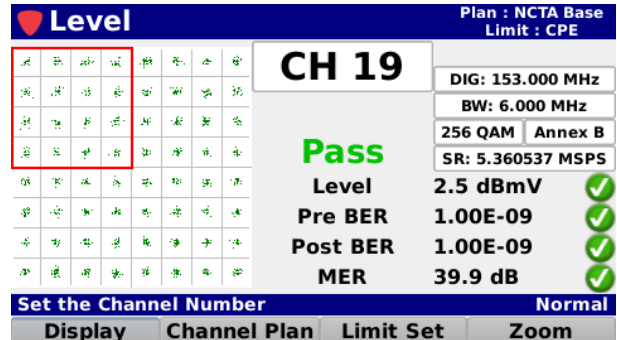 Level
Plan : NCTA Base
Limit : CPE
CH 19
DIG: 153.000 MHz
BW: 6.000 MHz
256 QAM Annex B
SR: 5.360537 MSPS
Pass
Level 2.5 dBmV
Pre BER 1.00E-09
Post BER 1.00E-09
MER 39.9 dB
Set the Channel Number Normal
Display Channel Plan Limit Set Zoom